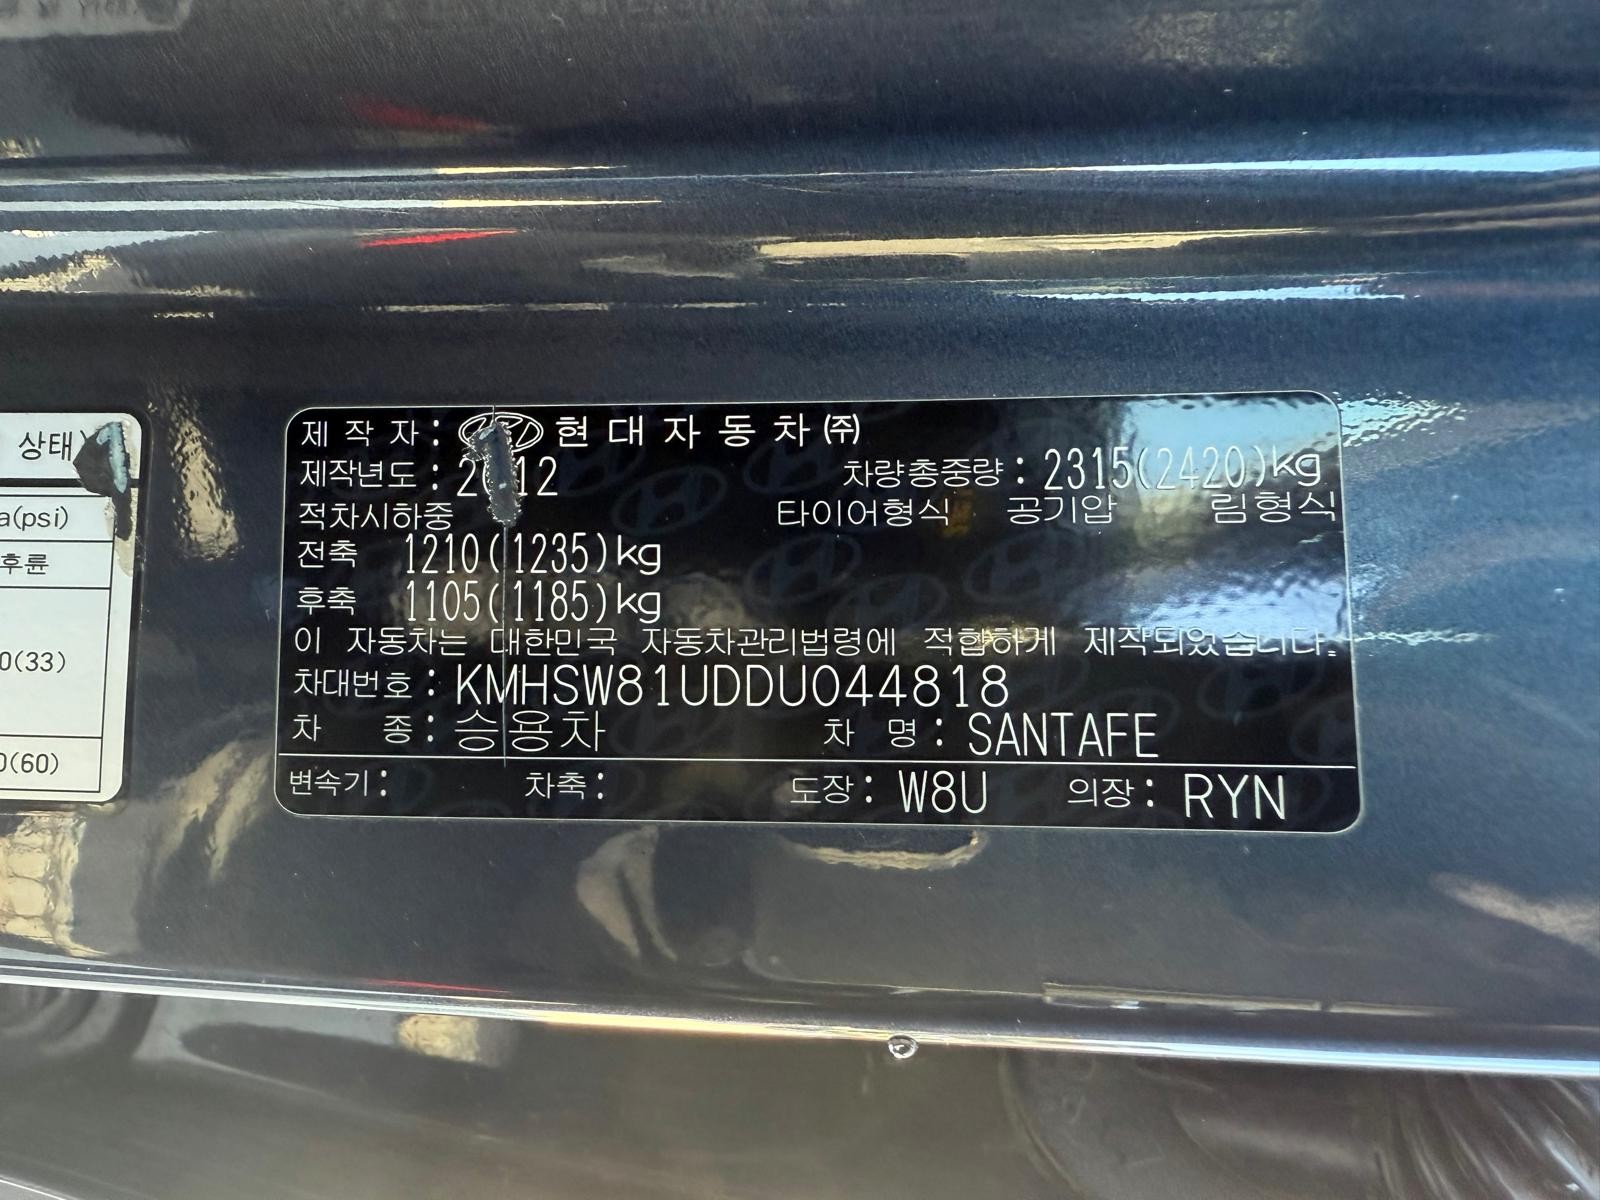 상태
a(psi)
후륜
0(33)
0(60)
제 작 자 : 현 대 자 동 차 ㈜
제작년도 : 2012
차량총중량 : 2315(2420)kg
적차시하중
타이어형식 공기압 림형식
전축 1210(1235)kg
후축 1105(1185)kg
이 자동차는 대한민국 자동차관리법령에 적합하게 제작되었습니다.
차대번호 : KMHSW81UDDU044818
차 종 : 승용차 차 명 : SANTAFE
변속기 : 차축 : 도장 : W8U 의장 : RYN